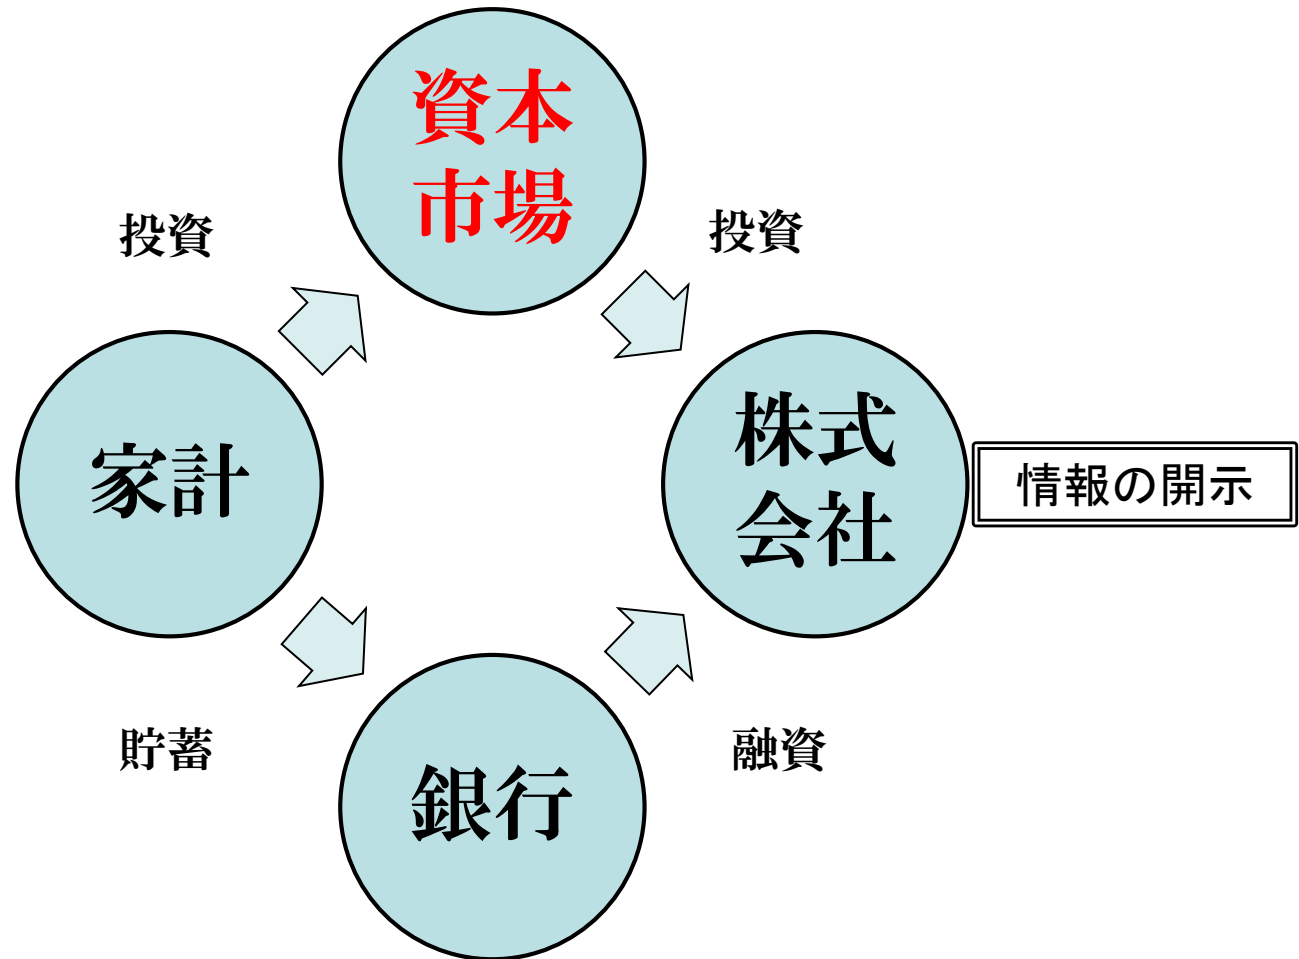 資本
市場
投資
投資
家計
株式
会社
情報の開示
貯蓄
融資
銀行